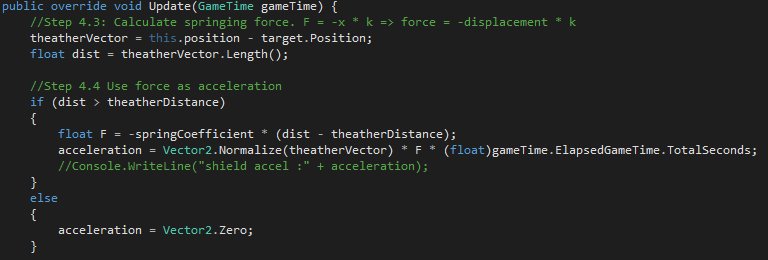 public override void Update(GameTime gameTime) {
//Step 4.3: Calculate springing force. F = -x * k => force = -displacement * k
theatherVector = this.position - target.Position;
float dist = theatherVector.Length();
//Step 4.4 Use force as acceleration
if (dist > theatherDistance)
{
float F = -springCoefficient * (dist - theatherDistance);
acceleration = Vector2.Normalize(theatherVector) * F * (float)gameTime.ElapsedGameTime.TotalSeconds;
//Console.WriteLine("shield accel :" + acceleration);
}
else
{
acceleration = Vector2.Zero;
}